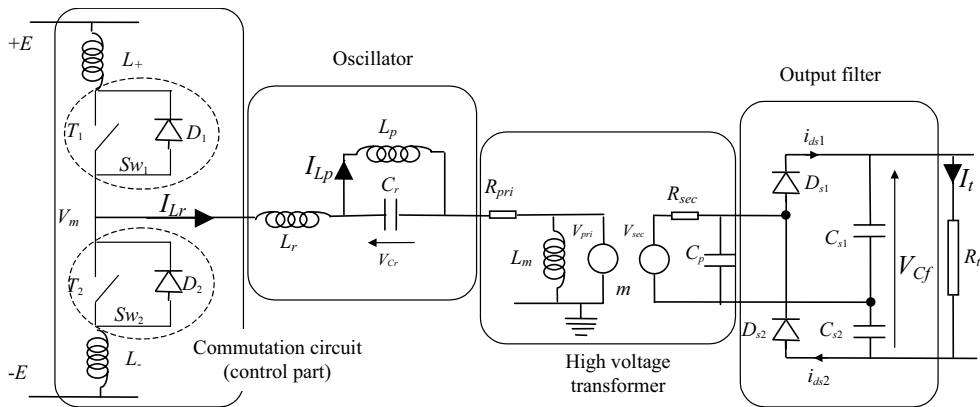 +E
L+
T1
D1
Sw1
Vm
ILr
T2
D2
Sw2
L-
-E
Commutation circuit
(control part)
Oscillator
Lp
ILp
Cr
Lr
VCr
Rpri
Lm
Vpri
Vsec
m
Rsec
Cp
High voltage
transformer
Output filter
ids1
Ds1
It
Cs1
VCf
Rt
Ds2
Cs2
ids2